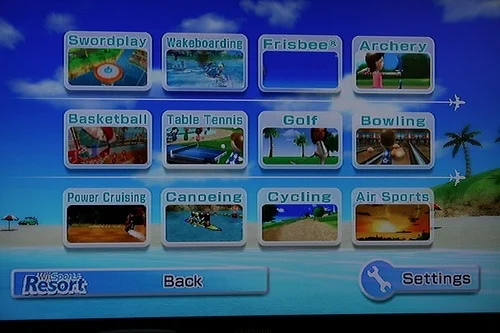 Swordplay Wakeboarding Frisbee® Archery
Basketball Table Tennis Golf Bowling
Power Cruising Canoeing Cycling Air Sports
Wii Sports
Resort
Back
Settings